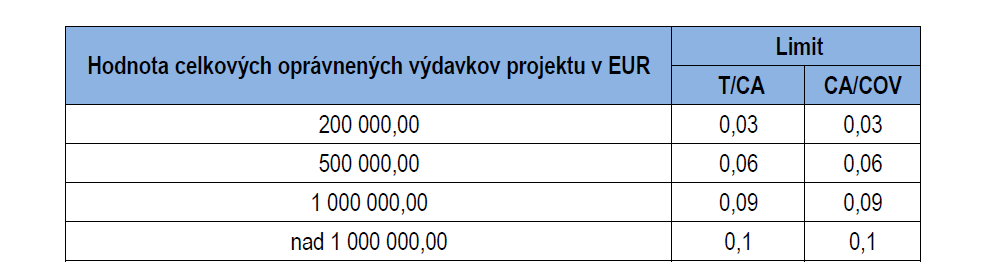 Hodnota celkových oprávnených výdavkov projektu v EUR Limit
T/CA CA/COV
200 000,00 0,03 0,03
500 000,00 0,06 0,06
1 000 000,00 0,09 0,09
nad 1 000 000,00 0,1 0,1